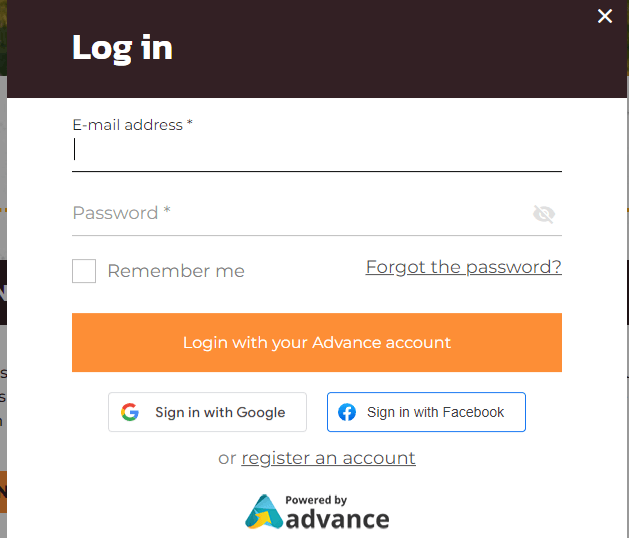 Log in
E-mail address *
Password *
Remember me
Forgot the password?
Login with your Advance account
Sign in with Google
Sign in with Facebook
or register an account
Powered by
advance